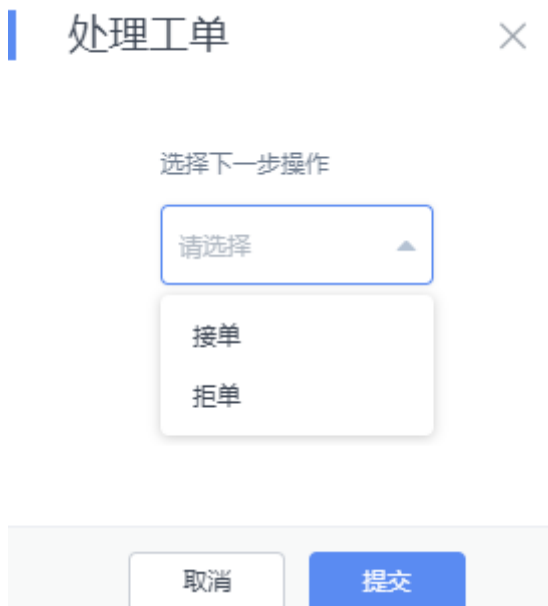 处理工单
选择下一步操作
请选择
接单
拒单
取消
提交